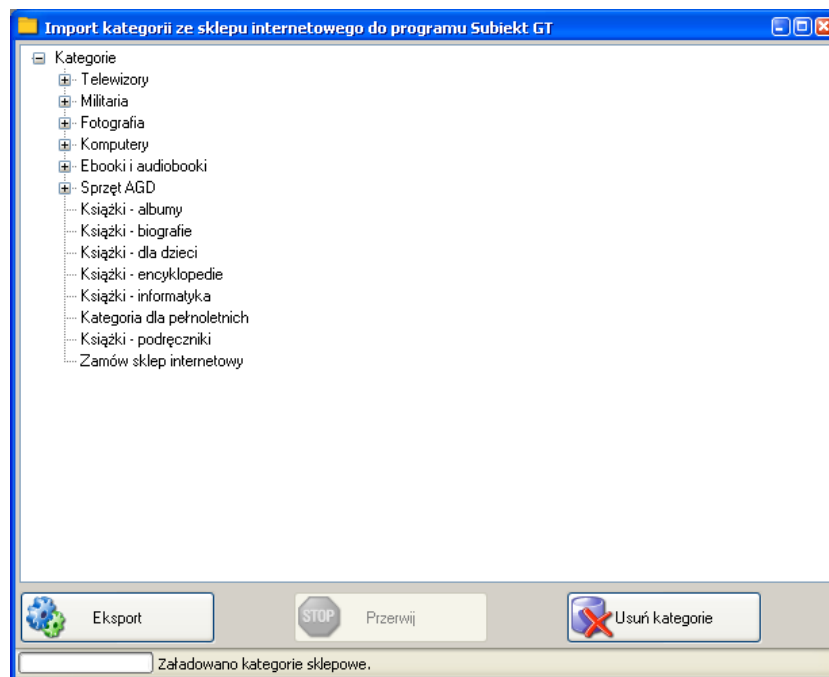 Import kategorii ze sklepu internetowego do programu Subiekt GT
Kategorie
Telewizory
Militaria
Fotografia
Komputery
Ebooki i audiobooki
Sprzęt AGD
Książki - albumy
Książki - biografie
Książki - dla dzieci
Książki - encyklopedie
Książki - informatyka
Kategoria dla pełnoletnich
Książki - podręczniki
Zamów sklep internetowy
Eksport
STOP
Przerwij
Usuń kategorie
Załadowano kategorie sklepowe.